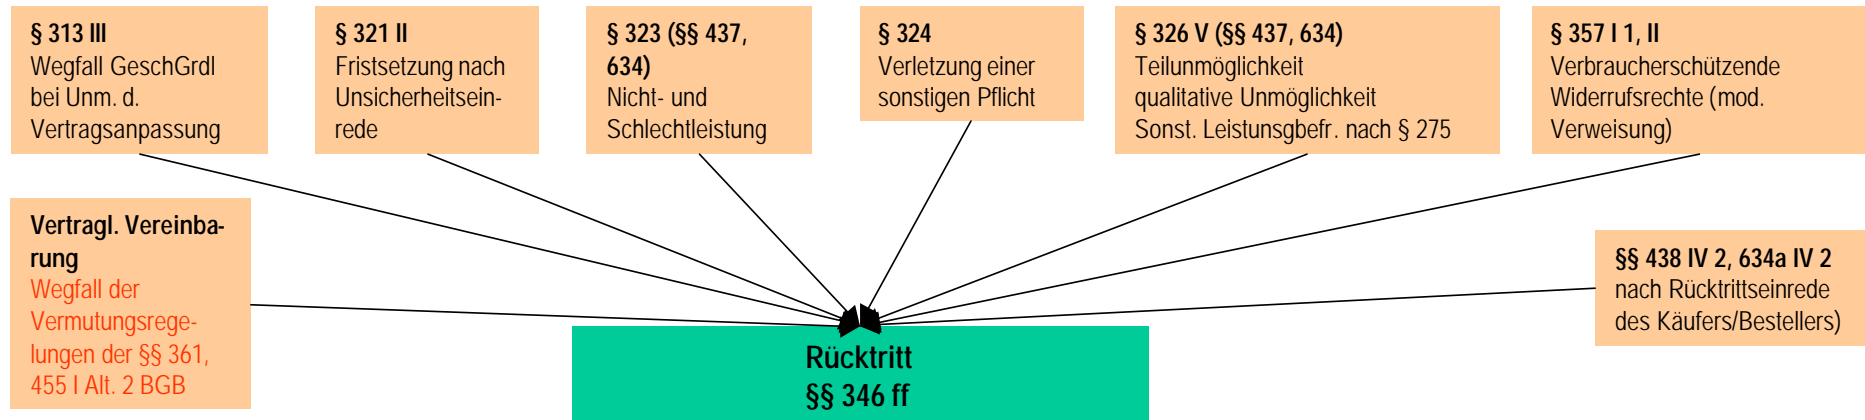 § 313 III
Wegfall GeschGrdl
bei Unm. d.
Vertragsanpassung
§ 321 II
Fristsetzung nach
Unsicherheitsein-
rede
§ 323 (§§ 437,
634)
Nicht- und
Schlechtleistung
§ 324
Verletzung einer
sonstigen Pflicht
§ 326 V (§§ 437, 634)
Teilunmöglichkeit
qualitative Unmöglichkeit
Sonst. Leistunsgbefr. nach § 275
§ 357 I 1, II
Verbraucherschützende
Widerrufsrechte (mod.
Verweisung)
Vertragl. Vereinba-
rung
Wegfall der
Vermutungsrege-
lungen der §§ 361,
455 I Alt. 2 BGB
§§ 438 IV 2, 634a IV 2
nach Rücktrittseinrede
des Käufers/Bestellers)
Rücktritt
§§ 346 ff